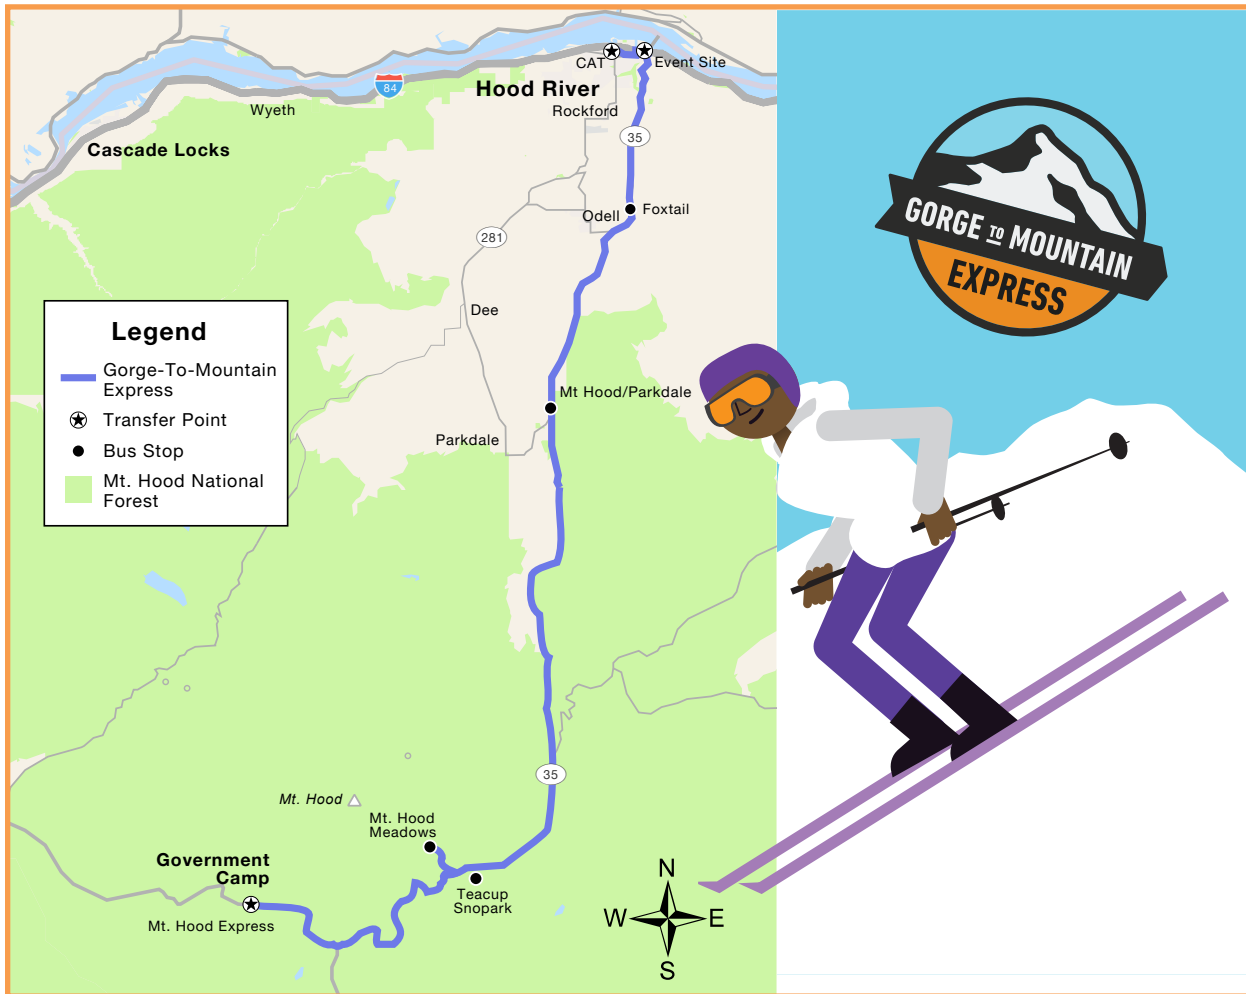 CAT
Event Site
Hood River
84
Rockford
Wyeth
35
Cascade Locks
Odell
Foxtail
281
Dee
Legend
Gorge-To-Mountain
Express
Transfer Point
Bus Stop
Mt. Hood National
Forest
Mt Hood/Parkdale
Parkdale
35
Mt. Hood
Mt. Hood
Meadows
Government
Camp
Mt. Hood Express
Teacup
Snopark
N
W
E
S
GORGE TO MOUNTAIN
EXPRESS